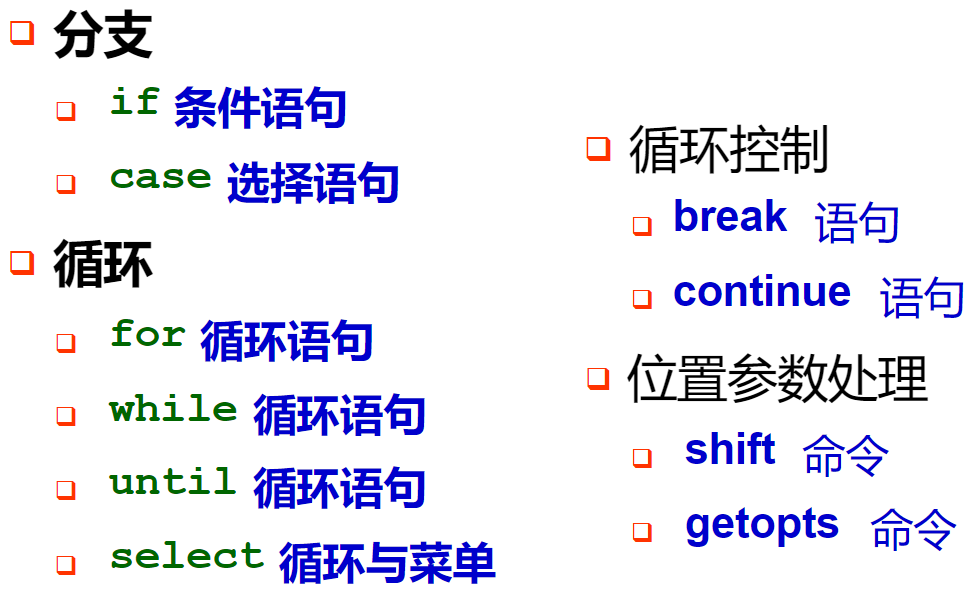 分支
if 条件语句
case 选择语句
循环
for 循环语句
while 循环语句
until 循环语句
select 循环与菜单
循环控制
break 语句
continue 语句
位置参数处理
shift 命令
getopts 命令